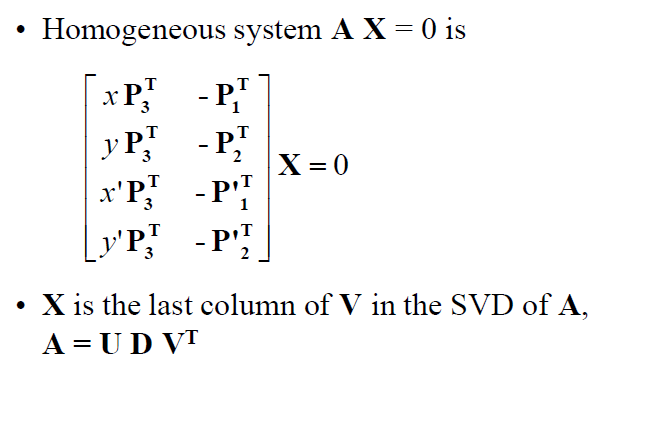 • Homogeneous system A X = 0 is
x P₃ᵀ - P₁ᵀ
y P₃ᵀ - P₂ᵀ
x' P₃ᵀ - P'₁ᵀ
y' P₃ᵀ - P'₂ᵀ
X = 0
• X is the last column of V in the SVD of A,
A = U D Vᵀ